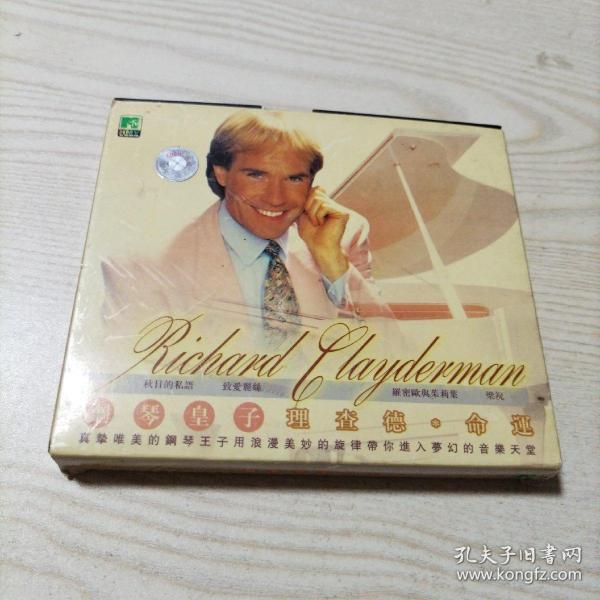 Richard Clayderman
秋日的私語 致愛麗絲 羅密歐與茱莉葉 梁祝
鋼琴皇子理查德*命運
真摯唯美的鋼琴王子用浪漫美妙的旋律帶你進入夢幻的音樂天堂
孔夫子旧书网
www.kongfz.com